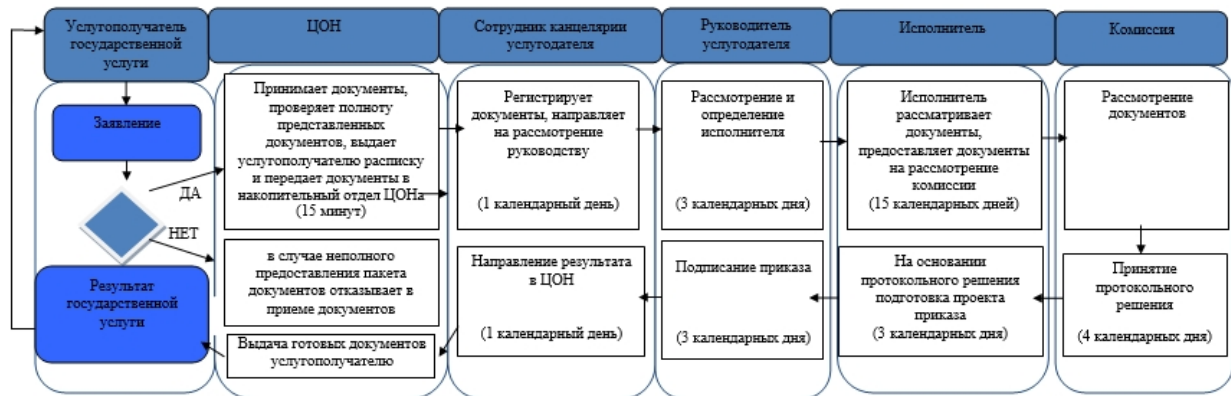 Услугополучатель
государственной
услуги
ЦОН
Сотрудник канцелярии
услугодателя
Руководитель
услугодателя
Исполнитель
Комиссия
Заявление
ДА
НЕТ
Результат
государственной
услуги
Принимает документы,
проверяет полноту
представленных
документов, выдает
услугополучателю расписку
и передает документы в
накопительный отдел ЦОНа
(15 минут)
в случае неполного
предоставления пакета
документов отказывает в
приеме документов
Выдача готовых документов
услугополучателю
Регистрирует
документы, направляет
на рассмотрение
руководству
(1 календарный день)
Направление результата
в ЦОН
(1 календарный день)
Рассмотрение и
определение
исполнителя
(3 календарных дня)
Подписание приказа
(3 календарных дня)
Исполнитель
рассматривает
документы,
предоставляет документы
на рассмотрение
комиссии
(15 календарных дней)
На основании
протокольного решения
подготовка проекта
приказа
(3 календарных дня)
Рассмотрение
документов
Принятие
протокольного
решения
(4 календарных дня)